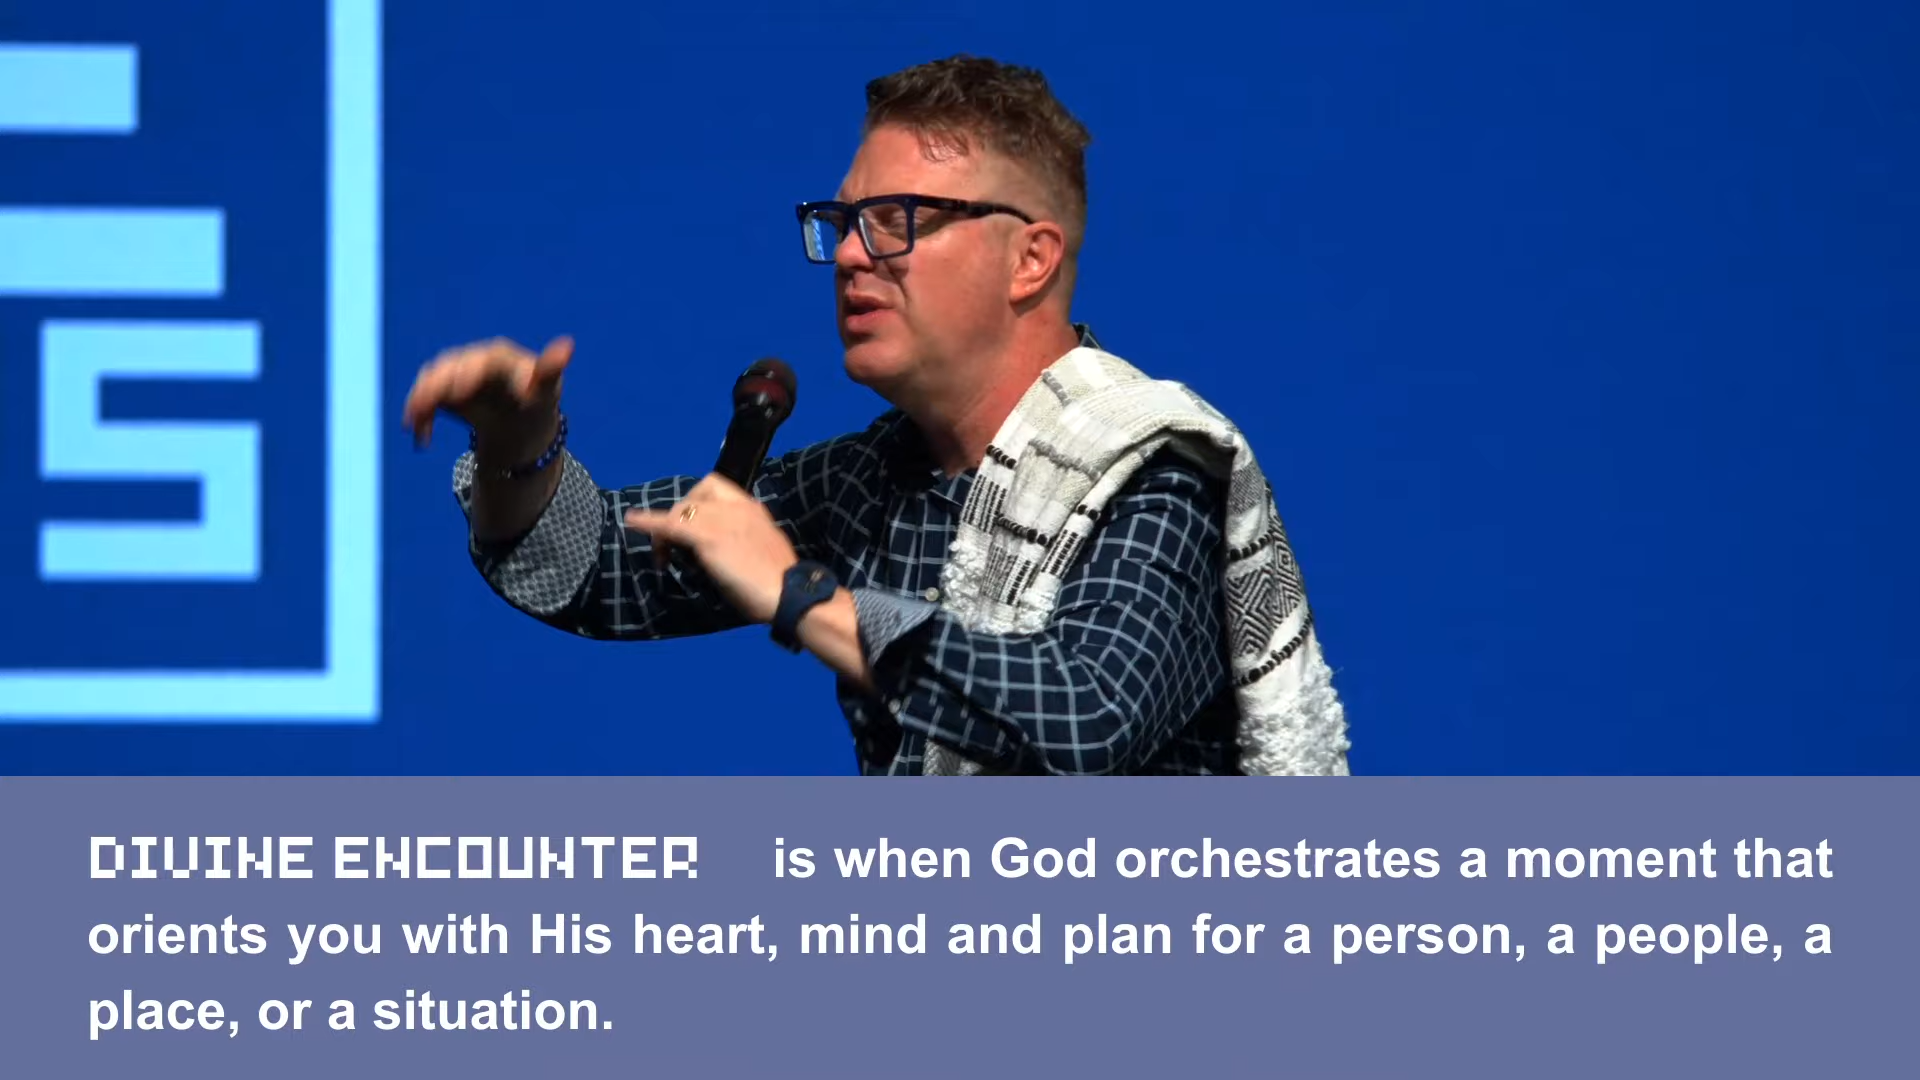 S
DIVINE ENCOUNTER is when God orchestrates a moment that
orients you with His heart, mind and plan for a person, a people, a
place, or a situation.